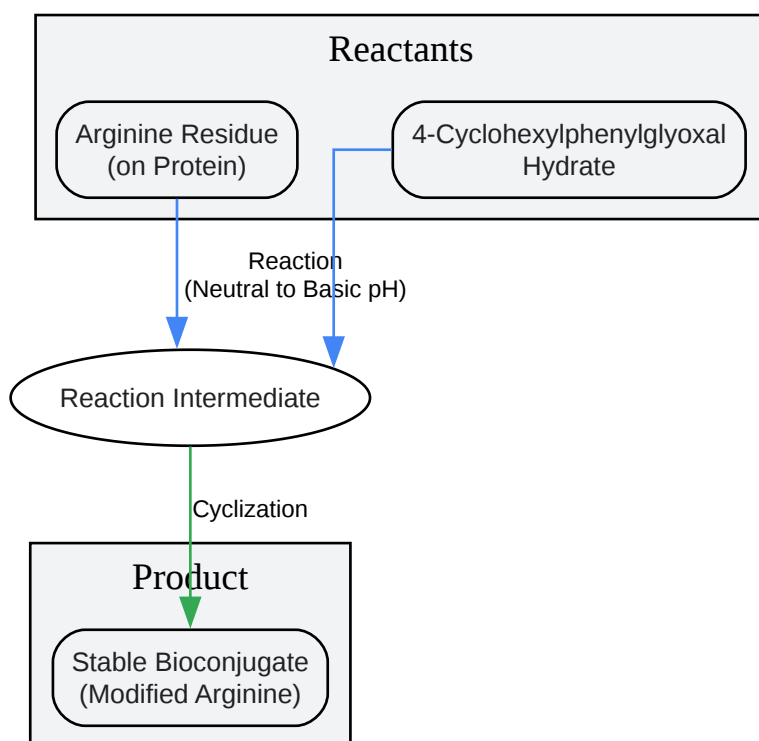 Reactants
Arginine Residue
(on Protein)
4-Cyclohexylphenylglyoxal
Hydrate
Reaction
(Neutral to Basic pH)
Reaction Intermediate
Cyclization
Product
Stable Bioconjugate
(Modified Arginine)